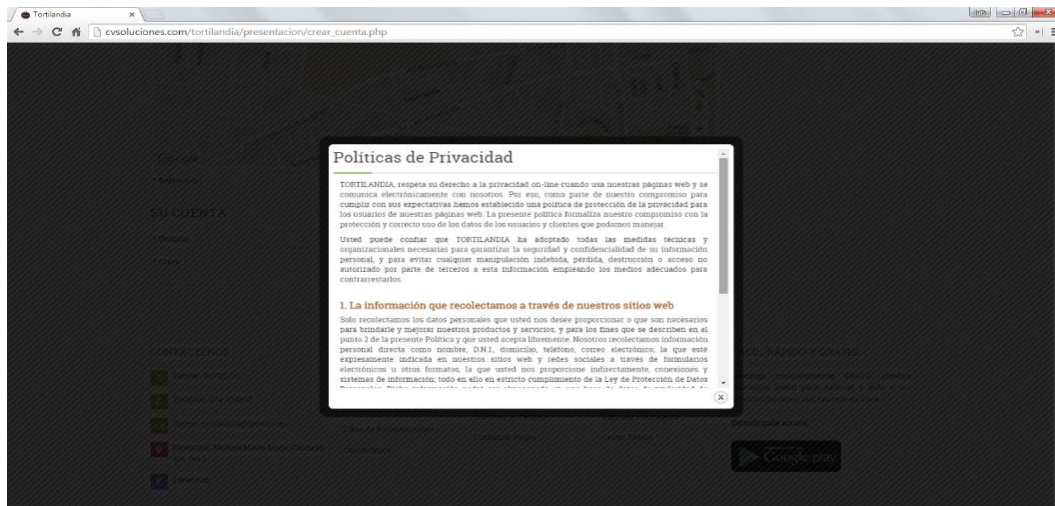 Tortilandia
cvsoluciones.com/tortilandia/presentacion/crear_cuenta.php
Google
* Referencia
Políticas de Privacidad
TORTILANDIA, respeta su derecho a la privacidad on-line cuando usa nuestras páginas web y se
comunica electrónicamente con nosotros. Por eso, como parte de nuestro compromiso para
cumplir con sus expectativas hemos establecido una política de protección de la privacidad para
los usuarios de nuestras páginas web. La presente política formaliza nuestro compromiso con la
protección y correcto uso de los datos de los usuarios y clientes que podamos manejar.
Usted puede confiar que TORTILANDIA ha adoptado todas las medidas técnicas y
organizacionales necesarias para garantizar la seguridad y confidencialidad de su información
personal, y para evitar cualquier manipulación indebida, pérdida, destrucción o acceso no
autorizado por parte de terceros a esta información empleando los medios adecuados para
contrarrestarlos.
1. La información que recolectamos a través de nuestros sitios web
Solo recolectamos los datos personales que usted nos desee proporcionar o que son necesarios
para brindarle y mejorar nuestros productos y servicios, y para los fines que se describen en el
punto 2 de la presente Política y que usted acepta libremente. Nosotros recolectamos información
personal directa como nombre, D.N.I., domicilio, teléfono, correo electrónico; la que esté
expresamente indicada en nuestros sitios web y redes sociales a través de formularios
electrónicos u otros formatos; la que usted nos proporcione indirectamente, conexiones y
sistemas de información; todo en ello en estricto cumplimiento de la Ley de Protección de Datos
SU CUENTA
* Usuario
* Clave
CONTÁCTENOS
Descárgala ahora
Google play
Facebook